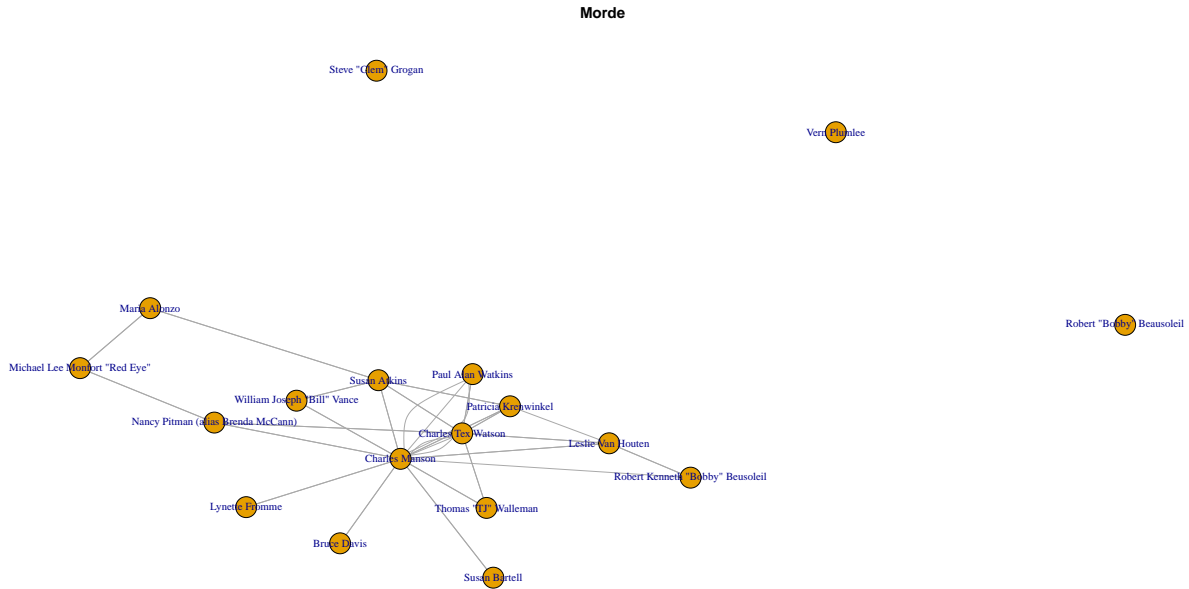 Morde
Steve "Clem" Grogan
Vern Plumlee
Maria Alonzo
Robert "Bobby" Beausoleil
Michael Lee Monfort "Red Eye"
Paul Alan Watkins
Susan Atkins
William Joseph "Bill" Vance
Patricia Krenwinkel
Nancy Pitman (alias Brenda McCann)
Charles Tex Watson
Leslie Van Houten
Charles Manson
Robert Kenneth "Bobby" Beusoleil
Lynette Fromme
Thomas "TJ" Walleman
Bruce Davis
Susan Bartell